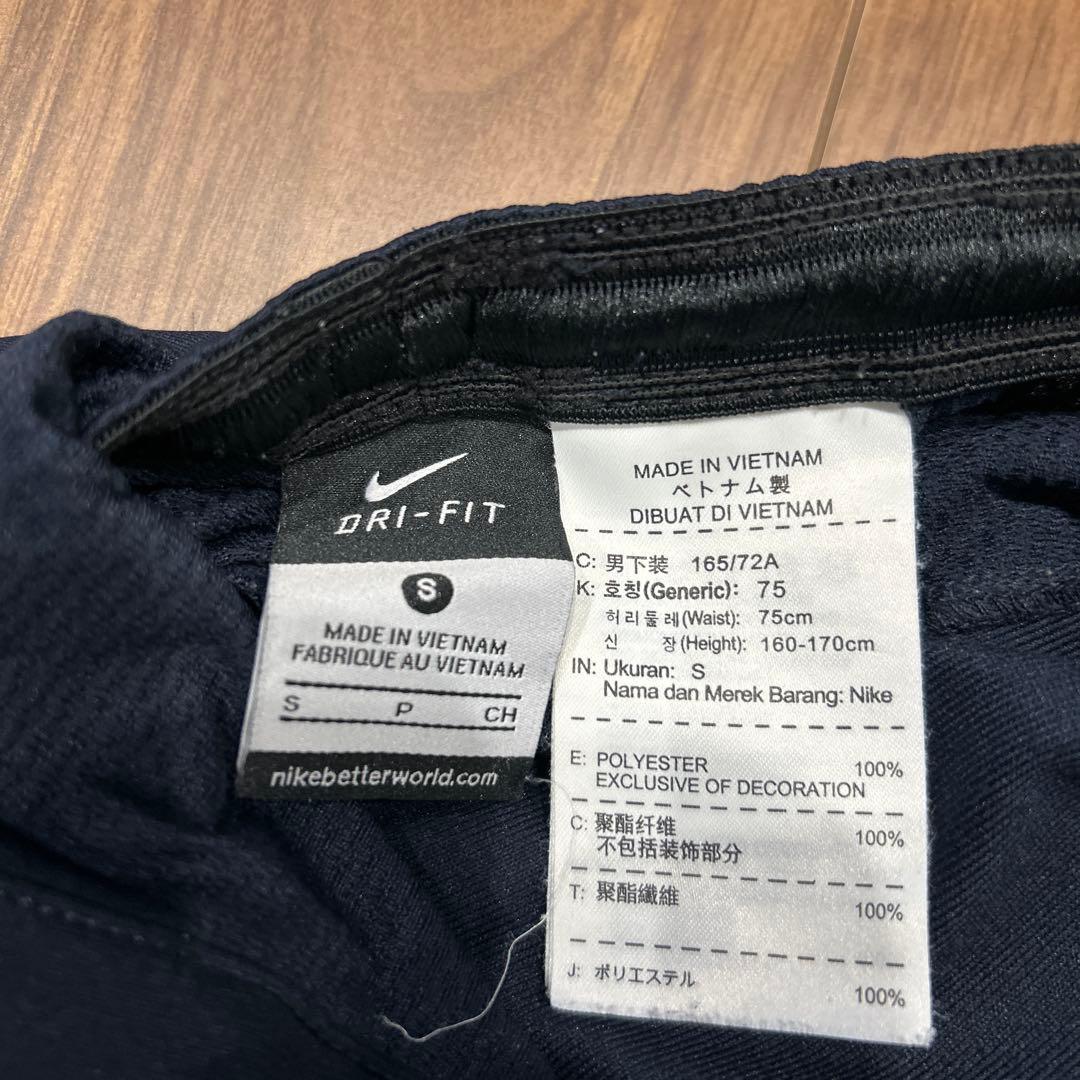 DRI-FIT
S
MADE IN VIETNAM
FABRIQUE AU VIETNAM
S P CH
nikebetterworld.com
MADE IN VIETNAM
ベトナム製
DIBUAT DI VIETNAM
C: 男下装 165/72A
K: 호칭(Generic): 75
허리둘레(Waist): 75cm
신 장(Height): 160-170cm
IN: Ukuran: S
Nama dan Merek Barang: Nike
E: POLYESTER 100%
EXCLUSIVE OF DECORATION
C: 聚酯纤维 100%
不包括装饰部分
T: 聚酯纖維 100%
J: ポリエステル 100%